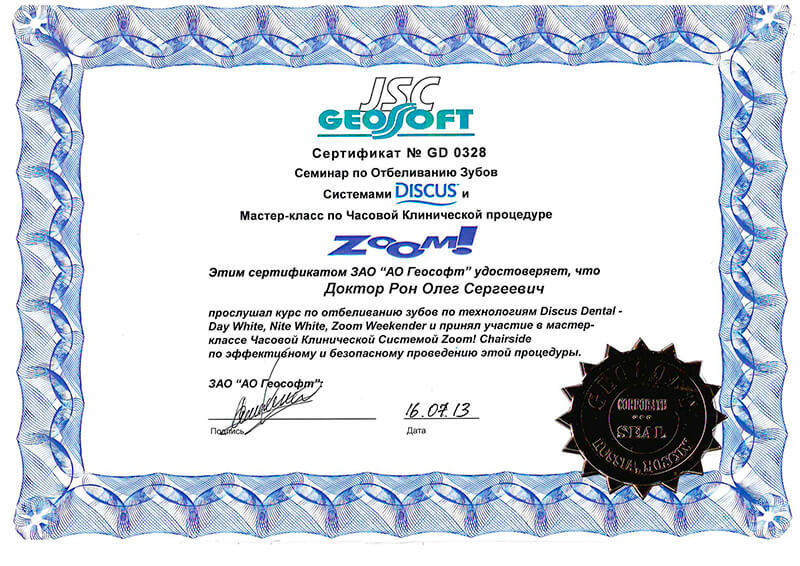 JSC
GEOSOFT
Сертификат № GD 0328
Семинар по Отбеливанию Зубов
Системами DISCUS и
Мастер-класс по Часовой Клинической процедуре
ZOOM!
Этим сертификатом ЗАО “АО Геософт” удостоверяет, что
Доктор Рон Олег Сергеевич
прослушал курс по отбеливанию зубов по технологиям Discus Dental -
Day White, Nite White, Zoom Weekender и принял участие в мастер-
классе Часовой Клинической Системой Zoom! Chairside
по эффективному и безопасному проведению этой процедуры.
ЗАО “АО Геософт”:
16.07.13
Подпись
Дата
GEOSOFT
CORPORATE
SEAL
RUSSIA, MOSCOW